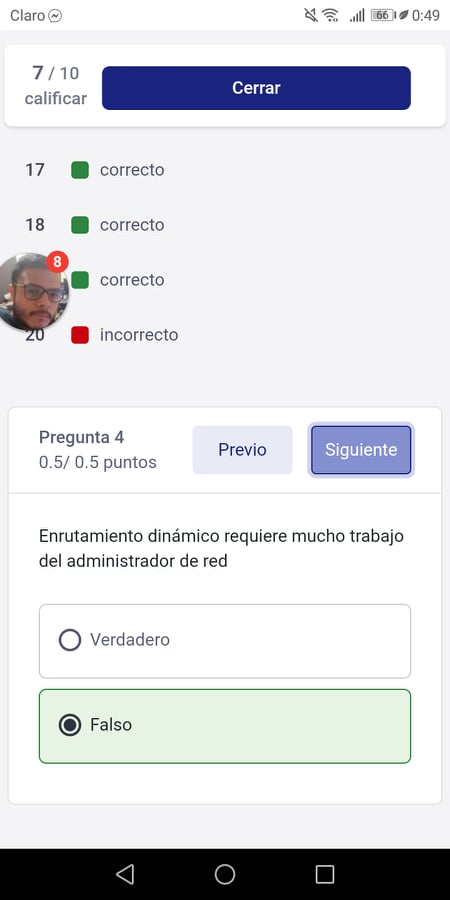 Claro 66 0:49
7 / 10
calificar
Cerrar
17 correcto
18 correcto
8
correcto
20 incorrecto
Pregunta 4
0.5/ 0.5 puntos
Previo
Siguiente
Enrutamiento dinámico requiere mucho trabajo
del administrador de red
Verdadero
Falso